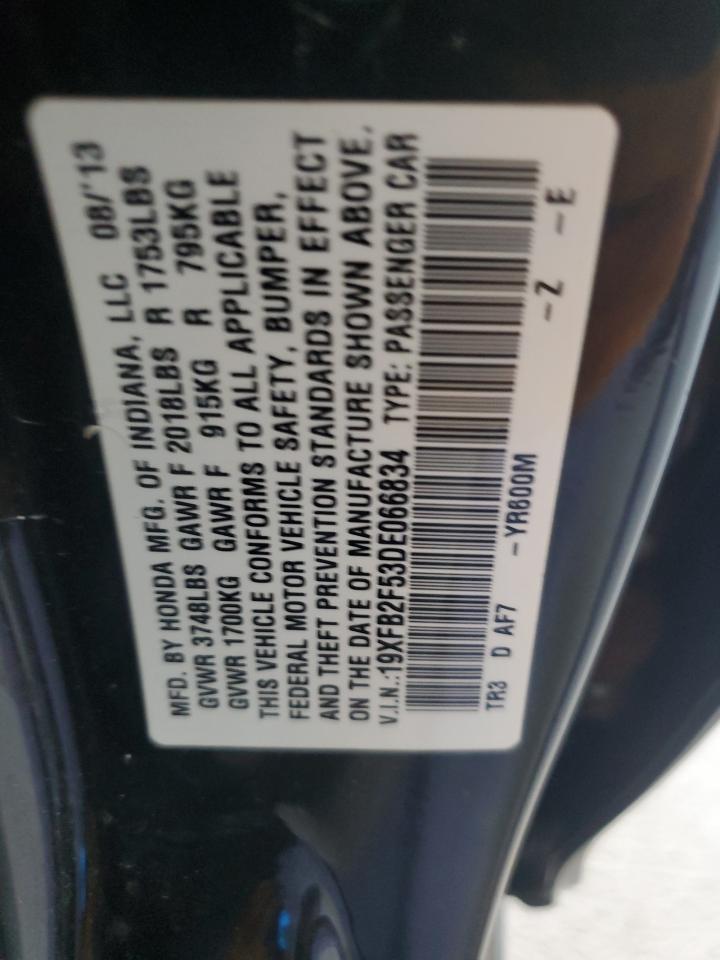 MFD. BY HONDA MFG. OF INDIANA, LLC 08/'13
GVWR 3748LBS GAWR F 2018LBS R 1753LBS
GVWR 1700KG GAWR F 915KG R 795KG
THIS VEHICLE CONFORMS TO ALL APPLICABLE
FEDERAL MOTOR VEHICLE SAFETY, BUMPER,
AND THEFT PREVENTION STANDARDS IN EFFECT
ON THE DATE OF MANUFACTURE SHOWN ABOVE.
V.I.N.:19XFB2F53DE066834 TYPE: PASSENGER CAR
TR3 D AF7 -YR600M -Z -E